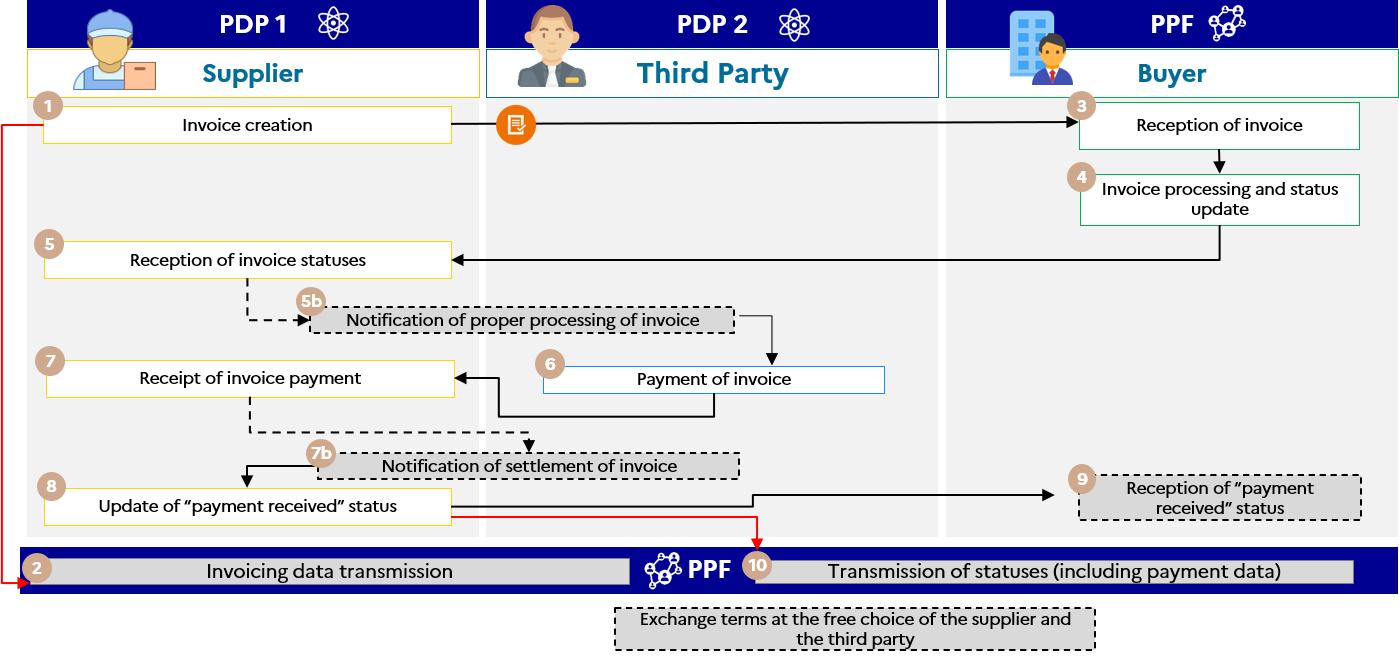 PDP 1
PDP 2
PPF
Supplier
Third Party
Buyer
1
Invoice creation
3
Reception of invoice
4
Invoice processing and status
update
5
Reception of invoice statuses
5b
Notification of proper processing of invoice
7
Receipt of invoice payment
6
Payment of invoice
7b
Notification of settlement of invoice
8
Update of “payment received” status
9
Reception of “payment
received” status
2
Invoicing data transmission
PPF
10
Transmission of statuses (including payment data)
Exchange terms at the free choice of the supplier and
the third party